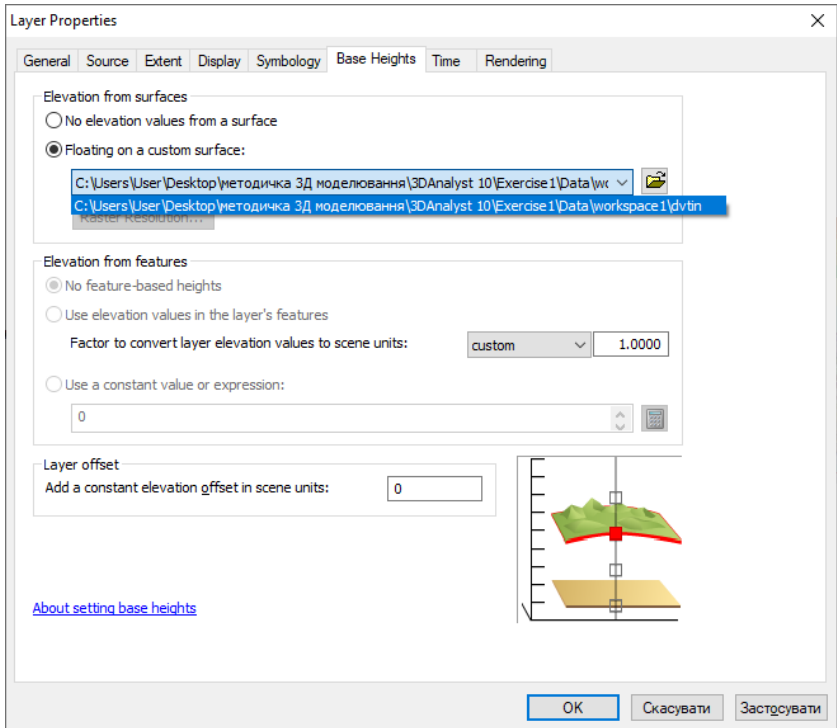 Layer Properties
General Source Extent Display Symbology Base Heights Time Rendering
Elevation from surfaces
No elevation values from a surface
Floating on a custom surface:
C:\Users\User\Desktop\методичка 3Д моделювання\3DAnalyst 10\Exercise1\Data\wc
C:\Users\User\Desktop\методичка 3Д моделювання\3DAnalyst 10\Exercise1\Data\workspace1\dvtin
Raster Resolution...
Elevation from features
No feature-based heights
Use elevation values in the layer's features
Factor to convert layer elevation values to scene units: custom 1.0000
Use a constant value or expression:
0
Layer offset
Add a constant elevation offset in scene units: 0
About setting base heights
OK Скасувати Застосувати